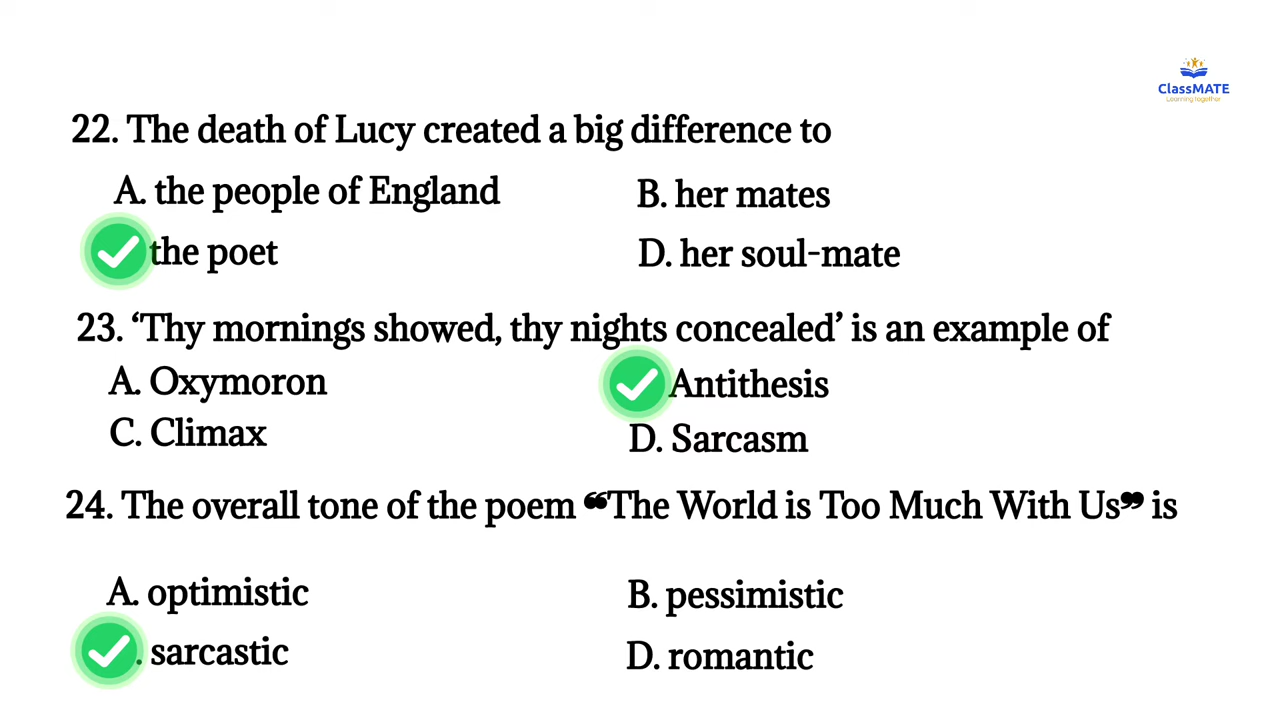 ClassMATE
Learning together
22. The death of Lucy created a big difference to
A. the people of England
B. her mates
the poet
D. her soul-mate
23. ‘Thy mornings showed, thy nights concealed’ is an example of
A. Oxymoron
Antithesis
C. Climax
D. Sarcasm
24. The overall tone of the poem “The World is Too Much With Us” is
A. optimistic
B. pessimistic
. sarcastic
D. romantic